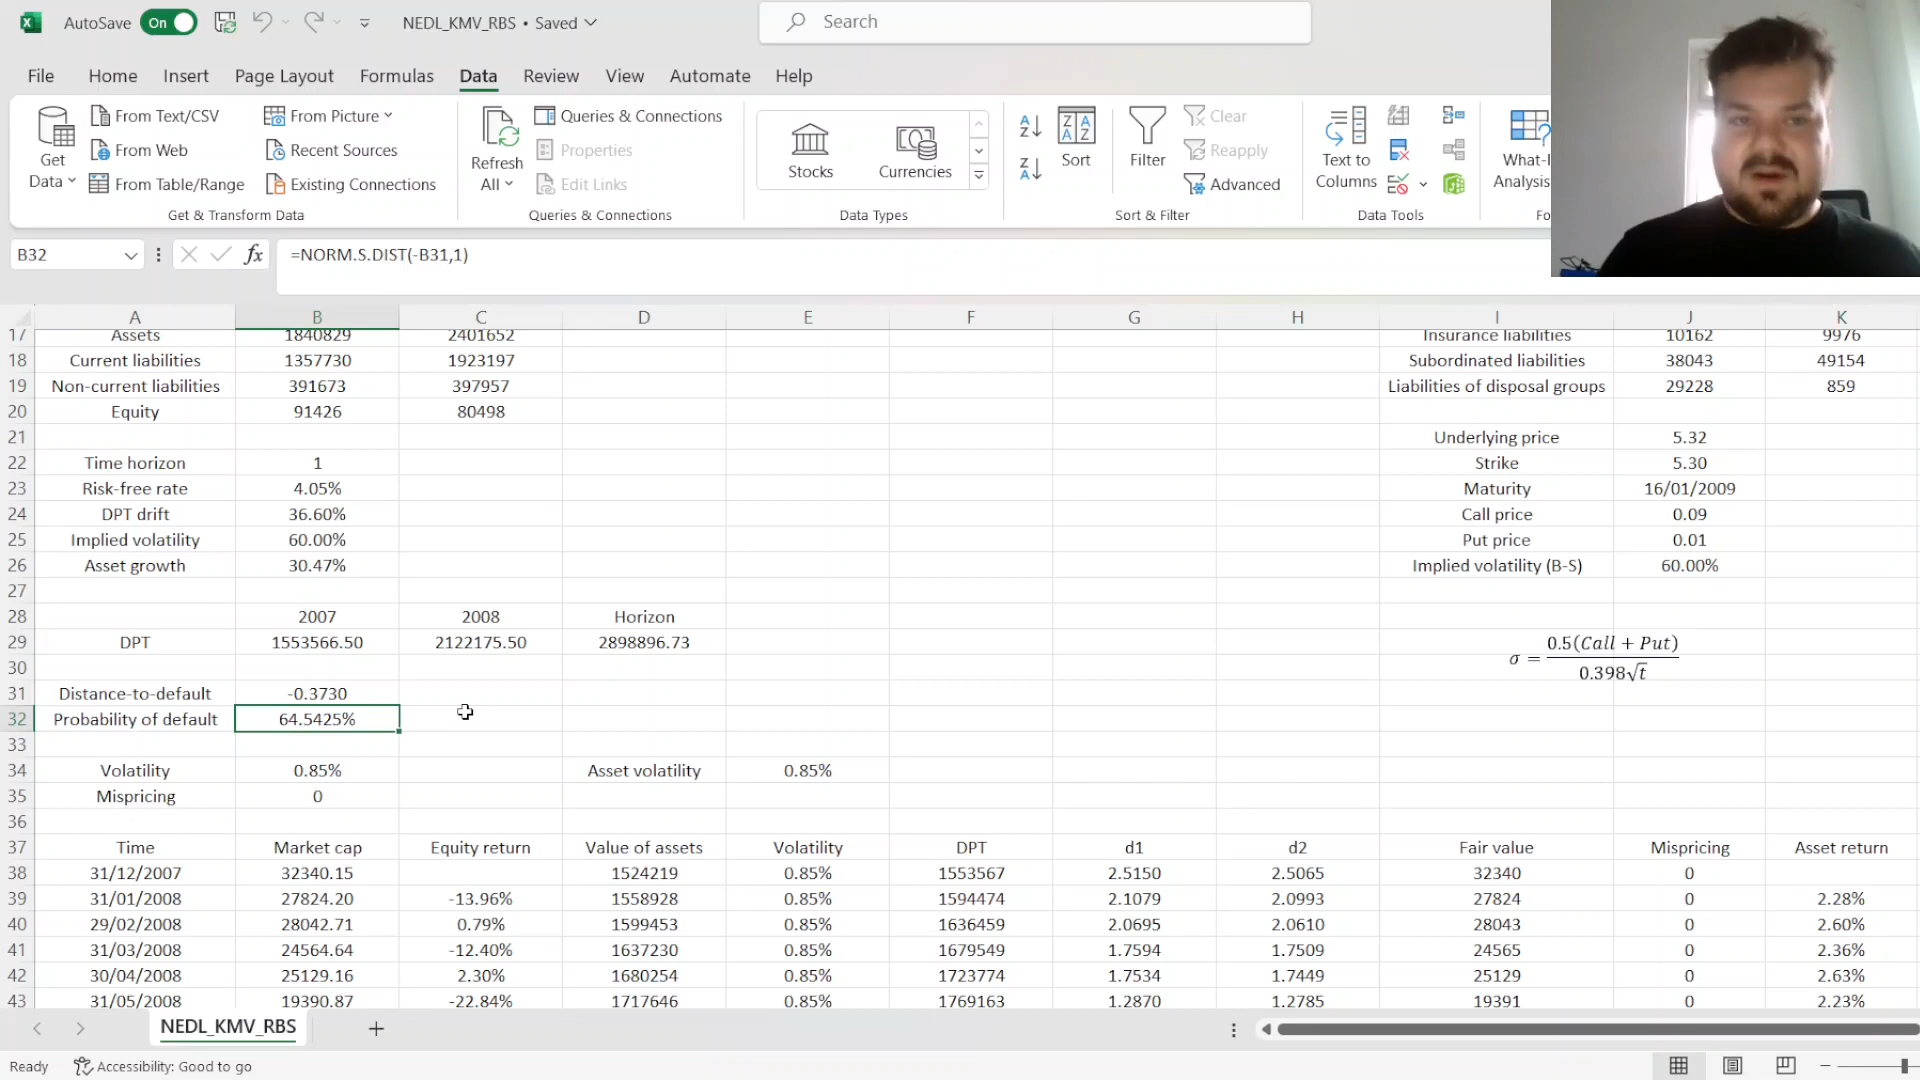 AutoSave On NEDL_KMV_RBS • Saved Search
File Home Insert Page Layout Formulas Data Review View Automate Help
Get Data From Text/CSV From Picture Refresh All Queries & Connections Stocks Currencies Sort Filter Clear Text to Columns What-I Analysis
From Web Recent Sources Properties Reapply
From Table/Range Existing Connections Edit Links Advanced
Get & Transform Data Queries & Connections Data Types Sort & Filter Data Tools Fo
B32 fx =NORM.S.DIST(-B31,1)
A B C D E F G H I J K
17 Assets 1840829 2401652 Insurance liabilities 10162 9976
18 Current liabilities 1357730 1923197 Subordinated liabilities 38043 49154
19 Non-current liabilities 391673 397957 Liabilities of disposal groups 29228 859
20 Equity 91426 80498
21 Underlying price 5.32
22 Time horizon 1 Strike 5.30
23 Risk-free rate 4.05% Maturity 16/01/2009
24 DPT drift 36.60% Call price 0.09
25 Implied volatility 60.00% Put price 0.01
26 Asset growth 30.47% Implied volatility (B-S) 60.00%
27
28 2007 2008 Horizon
29 DPT 1553566.50 2122175.50 2898896.73 σ = 0.5(Call + Put) / 0.398√t
30
31 Distance-to-default -0.3730
32 Probability of default 64.5425%
33
34 Volatility 0.85% Asset volatility 0.85%
35 Mispricing 0
36
37 Time Market cap Equity return Value of assets Volatility DPT d1 d2 Fair value Mispricing Asset return
38 31/12/2007 32340.15 1524219 0.85% 1553567 2.5150 2.5065 32340 0
39 31/01/2008 27824.20 -13.96% 1558928 0.85% 1594474 2.1079 2.0993 27824 0 2.28%
40 29/02/2008 28042.71 0.79% 1599453 0.85% 1636459 2.0695 2.0610 28043 0 2.60%
41 31/03/2008 24564.64 -12.40% 1637230 0.85% 1679549 1.7594 1.7509 24565 0 2.36%
42 30/04/2008 25129.16 2.30% 1680254 0.85% 1723774 1.7534 1.7449 25129 0 2.63%
43 31/05/2008 19390.87 -22.84% 1717646 0.85% 1769163 1.2870 1.2785 19391 0 2.23%
NEDL_KMV_RBS
Ready Accessibility: Good to go